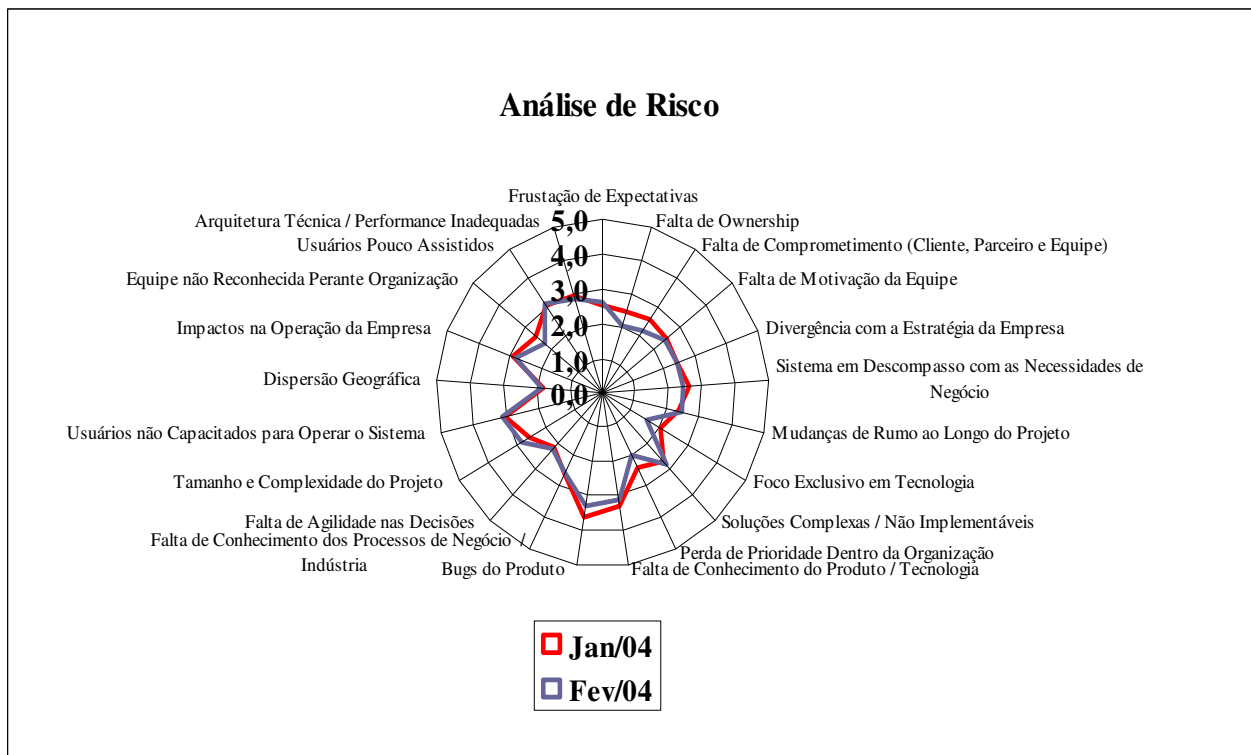 Análise de Risco
Frustação de Expectativas
Falta de Ownership
Falta de Comprometimento (Cliente, Parceiro e Equipe)
Falta de Motivação da Equipe
Divergência com a Estratégia da Empresa
Sistema em Descompasso com as Necessidades de
Negócio
Mudanças de Rumo ao Longo do Projeto
Foco Exclusivo em Tecnologia
Soluções Complexas / Não Implementáveis
Perda de Prioridade Dentro da Organização
Falta de Conhecimento do Produto / Tecnologia
Bugs do Produto
Falta de Conhecimento dos Processos de Negócio /
Indústria
Falta de Agilidade nas Decisões
Tamanho e Complexidade do Projeto
Usuários não Capacitados para Operar o Sistema
Dispersão Geográfica
Impactos na Operação da Empresa
Equipe não Reconhecida Perante Organização
Usuários Pouco Assistidos
Arquitetura Técnica / Performance Inadequadas
5,0
4,0
3,0
2,0
1,0
0,0
Jan/04
Fev/04